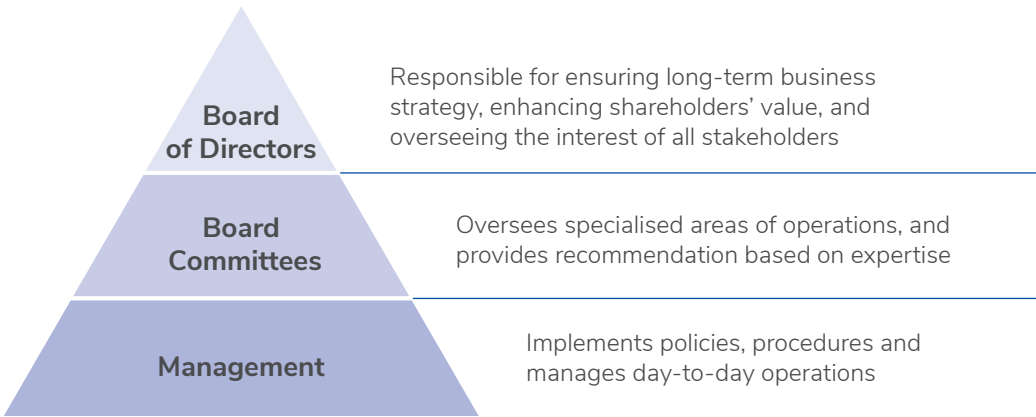 Board
of Directors
Responsible for ensuring long-term business
strategy, enhancing shareholders’ value, and
overseeing the interest of all stakeholders
Board
Committees
Oversees specialised areas of operations, and
provides recommendation based on expertise
Management
Implements policies, procedures and
manages day-to-day operations